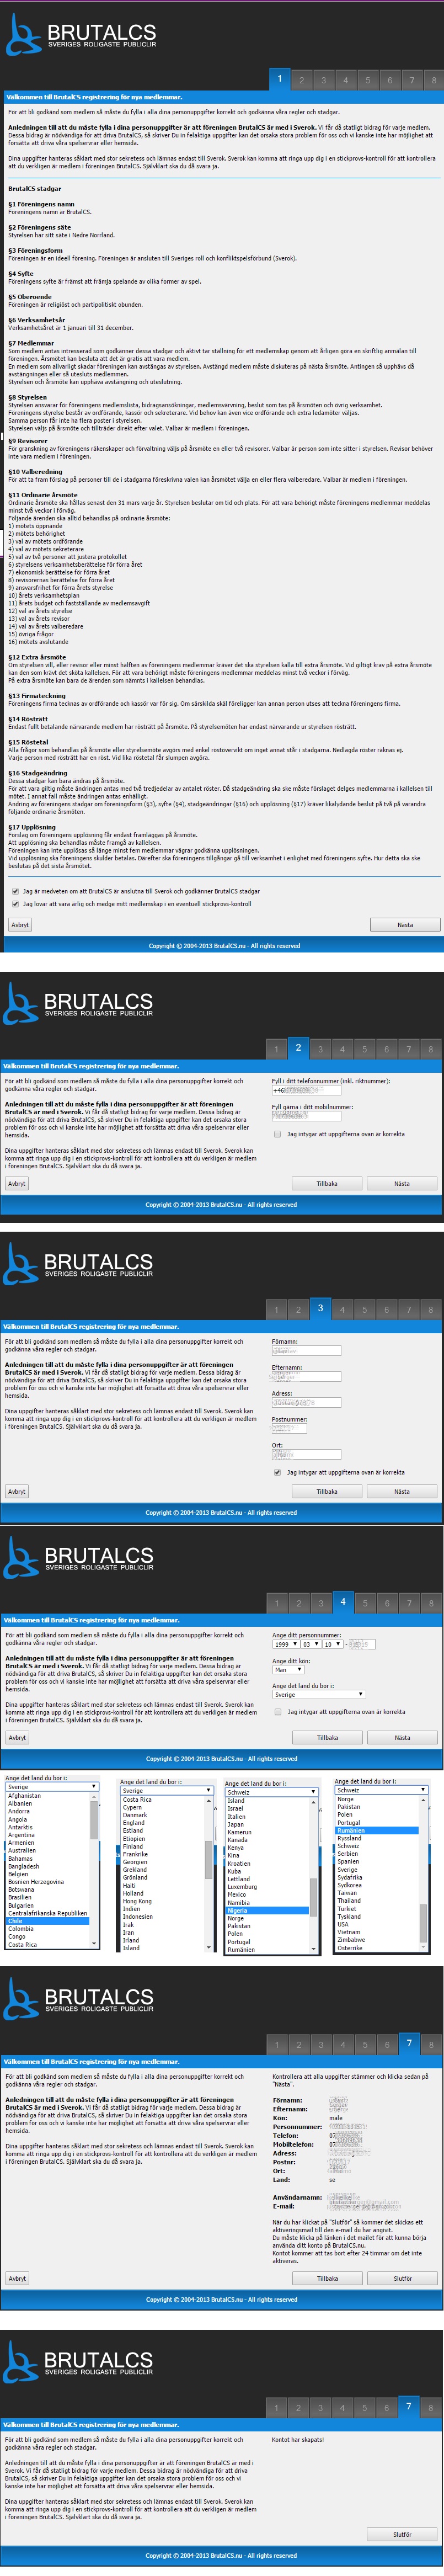 BRUTALCS
SVERIGES ROLIGASTE PUBLICLIR
1 2 3 4 5 6 7 8
Välkommen till BrutalCS registrering för nya medlemmar.
För att bli godkänd som medlem så måste du fylla i alla dina personuppgifter korrekt och godkänna våra regler och stadgar.
Anledningen till att du måste fylla i dina personuppgifter är att föreningen BrutalCS är med i Sverok. Vi får då statligt bidrag för varje medlem.
Dessa bidrag är nödvändiga för att driva BrutalCS, så skriver Du in felaktiga uppgifter kan det orsaka stora problem för oss och vi kanske inte har möjlighet att
fortsätta att driva våra spelservrar eller hemsida.
Dina uppgifter hanteras såklart med stor sekretess och lämnas endast till Sverok. Sverok kan komma att ringa upp dig i en stickprovs-kontroll för att kontrollera
att du verkligen är medlem i föreningen BrutalCS. Självklart ska du då svara ja.
BrutalCS stadgar
§1 Föreningens namn
Föreningens namn är BrutalCS.
§2 Föreningens säte
Styrelsen har sitt säte i Nedre Norrland.
§3 Föreningsform
Föreningen är en ideell förening. Föreningen är ansluten till Sveriges roll och konfliktspelsförbund (Sverok).
§4 Syfte
Föreningens syfte är främst att främja spelande av olika former av spel.
§5 Oberoende
Föreningen är religiöst och partipolitiskt obunden.
§6 Verksamhetsår
Verksamhetsåret är 1 januari till 31 december.
§7 Medlemmar
Som medlem antas intresserad som godkänner dessa stadgar och aktivt tar ställning för ett medlemskap genom att årligen göra en skriftlig anmälan till
föreningen. Årsmötet kan besluta att det är gratis att vara medlem.
En medlem som allvarligt skadar föreningen kan avstängas av styrelsen. Avstängd medlem måste diskuteras på nästa årsmöte. Antingen så upphävs då
avstängningen eller så utesluts medlemmen.
Styrelsen och årsmöte kan upphäva avstängning och uteslutning.
§8 Styrelsen
Styrelsen ansvarar för föreningens medlemslista, bidragsansökningar, medlemsvärvning, beslut som tas på årsmöten och övrig verksamhet.
Föreningens styrelse består av ordförande, kassör och sekreterare. Vid behov kan även vice ordförande och extra ledamöter väljas.
Samma person får inte ha flera poster i styrelsen.
Styrelsen väljs på årsmöte och tillträder direkt efter valet. Valbar är medlem i föreningen.
§9 Revisorer
För granskning av föreningens räkenskaper och förvaltning väljs på årsmöte en eller två revisorer. Valbar är person som inte sitter i styrelsen. Revisor behöver
inte vara medlem i föreningen.
§10 Valberedning
För att ta fram förslag på personer till de i stadgarna föreskrivna valen kan årsmötet välja en eller flera valberedare. Valbar är medlem i föreningen.
§11 Ordinarie årsmöte
Ordinarie årsmöte ska hållas senast den 31 mars varje år. Styrelsen beslutar om tid och plats. För att vara behörigt måste föreningens medlemmar meddelas
minst två veckor i förväg.
Följande ärenden ska alltid behandlas på ordinarie årsmöte:
1) mötets öppnande
2) mötets behörighet
3) val av mötets ordförande
4) val av mötets sekreterare
5) val av två personer att justera protokollet
6) styrelsens verksamhetsberättelse för förra året
7) ekonomisk berättelse för förra året
8) revisorernas berättelse för förra året
9) ansvarsfrihet för förra årets styrelse
10) årets verksamhetsplan
11) årets budget och fastställande av medlemsavgift
12) val av årets styrelse
13) val av årets revisor
14) val av årets valberedare
15) övriga frågor
16) mötets avslutande
§12 Extra årsmöte
Om styrelsen vill, eller revisor eller minst hälften av föreningens medlemmar kräver det ska styrelsen kalla till extra årsmöte. Vid giltigt krav på extra årsmöte
kan den som krävt det sköta kallelsen. För att vara behörigt måste föreningens medlemmar meddelas minst två veckor i förväg.
På extra årsmöte kan bara de ärenden som nämnts i kallelsen behandlas.
§13 Firmateckning
Föreningens firma tecknas av ordförande och kassör var för sig. Om särskilda skäl föreligger kan annan person utses att teckna föreningens firma.
§14 Rösträtt
Endast fullt betalande närvarande medlem har rösträtt på årsmöte. På styrelsemöten har endast närvarande ur styrelsen rösträtt.
§15 Röstetal
Alla frågor som behandlas på årsmöte eller styrelsemöte avgörs med enkel röstövervikt om inget annat står i stadgarna. Nedlagda röster räknas ej.
Varje person med rösträtt har en röst. Vid lika röstetal får slumpen avgöra.
§16 Stadgeändring
Dessa stadgar kan bara ändras på årsmöte.
För att vara giltig måste ändringen antas med två tredjedelar av antalet röster. Då stadgeändring ska ske måste förslaget delges medlemmarna i kallelsen till
mötet. I annat fall måste ändringen antas enhälligt.
Ändring av föreningens stadgar om föreningsform (§3), syfte (§4), stadgeändringar (§16) och upplösning (§17) kräver likalydande beslut på två på varandra
följande ordinarie årsmöten.
§17 Upplösning
Förslag om föreningens upplösning får endast framläggas på årsmöte.
Att upplösning ska behandlas måste framgå av kallelsen.
Föreningen kan inte upplösas så länge minst fem medlemmar vägrar godkänna upplösningen.
Vid upplösning ska föreningens skulder betalas. Därefter ska föreningens tillgångar gå till verksamhet i enlighet med föreningens syfte. Hur detta ska ske
beslutas på det sista årsmötet.
Jag är medveten om att BrutalCS är anslutna till Sverok och godkänner BrutalCS stadgar
Jag lovar att vara ärlig och medge mitt medlemskap i en eventuell stickprovs-kontroll
Avbryt Nästa
Copyright © 2004-2013 BrutalCS.nu - All rights reserved
BRUTALCS
SVERIGES ROLIGASTE PUBLICLIR
1 2 3 4 5 6 7 8
Välkommen till BrutalCS registrering för nya medlemmar.
För att bli godkänd som medlem så måste du fylla i alla dina personuppgifter korrekt och
godkänna våra regler och stadgar.
Anledningen till att du måste fylla i dina personuppgifter är att föreningen
BrutalCS är med i Sverok. Vi får då statligt bidrag för varje medlem. Dessa bidrag är
nödvändiga för att driva BrutalCS, så skriver Du in felaktiga uppgifter kan det orsaka stora
problem för oss och vi kanske inte har möjlighet att fortsätta att driva våra spelservrar eller
hemsida.
Dina uppgifter hanteras såklart med stor sekretess och lämnas endast till Sverok. Sverok kan
komma att ringa upp dig i en stickprovs-kontroll för att kontrollera att du verkligen är medlem
i föreningen BrutalCS. Självklart ska du då svara ja.
Fyll i ditt telefonnummer (inkl. riktnummer):
+46
Fyll gärna i ditt mobilnummer:
Jag intygar att uppgifterna ovan är korrekta
Avbryt Tillbaka Nästa
Copyright © 2004-2013 BrutalCS.nu - All rights reserved
BRUTALCS
SVERIGES ROLIGASTE PUBLICLIR
1 2 3 4 5 6 7 8
Välkommen till BrutalCS registrering för nya medlemmar.
För att bli godkänd som medlem så måste du fylla i alla dina personuppgifter korrekt och
godkänna våra regler och stadgar.
Anledningen till att du måste fylla i dina personuppgifter är att föreningen
BrutalCS är med i Sverok. Vi får då statligt bidrag för varje medlem. Dessa bidrag är
nödvändiga för att driva BrutalCS, så skriver Du in felaktiga uppgifter kan det orsaka stora
problem för oss och vi kanske inte har möjlighet att fortsätta att driva våra spelservrar eller
hemsida.
Dina uppgifter hanteras såklart med stor sekretess och lämnas endast till Sverok. Sverok kan
komma att ringa upp dig i en stickprovs-kontroll för att kontrollera att du verkligen är medlem
i föreningen BrutalCS. Självklart ska du då svara ja.
Förnamn:
Efternamn:
Adress:
Postnummer:
Ort:
Jag intygar att uppgifterna ovan är korrekta
Avbryt Tillbaka Nästa
Copyright © 2004-2013 BrutalCS.nu - All rights reserved
BRUTALCS
SVERIGES ROLIGASTE PUBLICLIR
1 2 3 4 5 6 7 8
Välkommen till BrutalCS registrering för nya medlemmar.
För att bli godkänd som medlem så måste du fylla i alla dina personuppgifter korrekt och
godkänna våra regler och stadgar.
Anledningen till att du måste fylla i dina personuppgifter är att föreningen
BrutalCS är med i Sverok. Vi får då statligt bidrag för varje medlem. Dessa bidrag är
nödvändiga för att driva BrutalCS, så skriver Du in felaktiga uppgifter kan det orsaka stora
problem för oss och vi kanske inte har möjlighet att fortsätta att driva våra spelservrar eller
hemsida.
Dina uppgifter hanteras såklart med stor sekretess och lämnas endast till Sverok. Sverok kan
komma att ringa upp dig i en stickprovs-kontroll för att kontrollera att du verkligen är medlem
i föreningen BrutalCS. Självklart ska du då svara ja.
Ange ditt personnummer:
1999 03 10 -
Ange ditt kön:
Man
Ange det land du bor i:
Sverige
Jag intygar att uppgifterna ovan är korrekta
Avbryt Tillbaka Nästa
Copyright © 2004-2013 BrutalCS.nu - All rights reserved
Ange det land du bor i:
Sverige
Afghanistan
Albanien
Andorra
Angola
Antarktis
Argentina
Armenien
Australien
Bahamas
Bangladesh
Belgien
Bosnien Herzegovina
Botswana
Brasilien
Bulgarien
Centralafrikanska Republiken
Chile
Colombia
Congo
Costa Rica
Ange det land du bor i:
Sverige
Costa Rica
Cypern
Danmark
England
Estland
Etiopien
Finland
Frankrike
Georgien
Grekland
Grönland
Haiti
Holland
Hong Kong
Indien
Indonesien
Irak
Iran
Irland
Island
Ange det land du bor i:
Schweiz
Island
Israel
Italien
Japan
Kamerun
Kanada
Kenya
Kina
Kroatien
Kuba
Lettland
Luxemburg
Mexico
Namibia
Nigeria
Norge
Pakistan
Polen
Portugal
Rumänien
Ange det land du bor i:
Schweiz
Norge
Pakistan
Polen
Portugal
Rumänien
Ryssland
Schweiz
Serbien
Spanien
Sverige
Sydafrika
Sydkorea
Taiwan
Thailand
Turkiet
Tyskland
USA
Vietnam
Zimbabwe
Österrike
BRUTALCS
SVERIGES ROLIGASTE PUBLICLIR
1 2 3 4 5 6 7 8
Välkommen till BrutalCS registrering för nya medlemmar.
För att bli godkänd som medlem så måste du fylla i alla dina personuppgifter korrekt och
godkänna våra regler och stadgar.
Anledningen till att du måste fylla i dina personuppgifter är att föreningen
BrutalCS är med i Sverok. Vi får då statligt bidrag för varje medlem. Dessa bidrag är
nödvändiga för att driva BrutalCS, så skriver Du in felaktiga uppgifter kan det orsaka stora
problem för oss och vi kanske inte har möjlighet att fortsätta att driva våra spelservrar eller
hemsida.
Dina uppgifter hanteras såklart med stor sekretess och lämnas endast till Sverok. Sverok kan
komma att ringa upp dig i en stickprovs-kontroll för att kontrollera att du verkligen är medlem
i föreningen BrutalCS. Självklart ska du då svara ja.
Kontrollera att alla uppgifter stämmer och klicka sedan på
"Nästa".
Förnamn:
Efternamn:
Kön: male
Personnummer:
Telefon: 07
Mobiltelefon: 07
Adress:
Postnr:
Ort:
Land: se
Användarnamn:
E-mail:
När du har klickat på "Slutför" så kommer det skickas ett
aktiveringsmail till den e-mail du har angivit.
Du måste klicka på länken i det mailet för att kunna börja
använda ditt konto på BrutalCS.nu.
Kontot kommer att tas bort efter 24 timmar om det inte
aktiveras.
Avbryt Tillbaka Slutför
Copyright © 2004-2013 BrutalCS.nu - All rights reserved
BRUTALCS
SVERIGES ROLIGASTE PUBLICLIR
1 2 3 4 5 6 7 8
Välkommen till BrutalCS registrering för nya medlemmar.
För att bli godkänd som medlem så måste du fylla i alla dina personuppgifter korrekt och
godkänna våra regler och stadgar.
Anledningen till att du måste fylla i dina personuppgifter är att föreningen BrutalCS är med i
Sverok. Vi får då statligt bidrag för varje medlem. Dessa bidrag är nödvändiga för att driva
BrutalCS, så skriver Du in felaktiga uppgifter kan det orsaka stora problem för oss och vi
kanske inte har möjlighet att fortsätta att driva våra spelservrar eller hemsida.
Dina uppgifter hanteras såklart med stor sekretess och lämnas endast till Sverok. Sverok kan
komma att ringa upp dig i en stickprovs-kontroll för att kontrollera att du verkligen är medlem
i föreningen BrutalCS. Självklart ska du då svara ja.
Kontot har skapats!
Slutför
Copyright © 2004-2013 BrutalCS.nu - All rights reserved